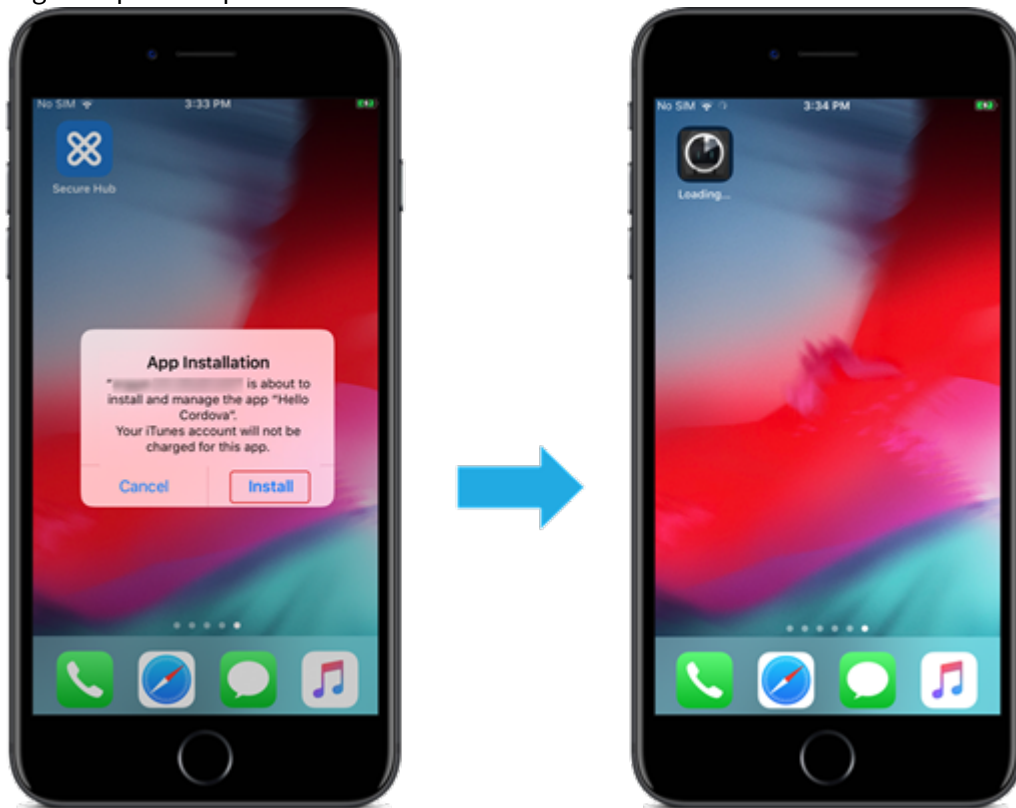 No SIM
3:33 PM
Secure Hub
App Installation
" is about to
install and manage the app "Hello
Cordova".
Your iTunes account will not be
charged for this app.
Cancel
Install
No SIM
3:34 PM
Loading...